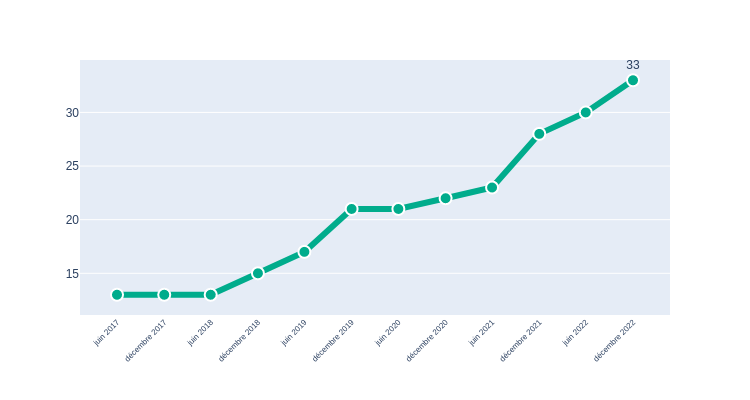 33
30
25
20
15
juin 2017
décembre 2017
juin 2018
décembre 2018
juin 2019
décembre 2019
juin 2020
décembre 2020
juin 2021
décembre 2021
juin 2022
décembre 2022